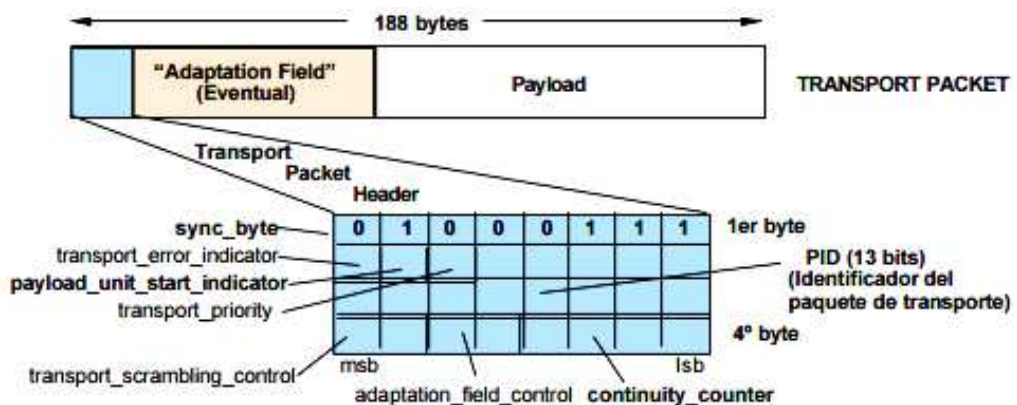 188 bytes
“Adaptation Field”
(Eventual)
Payload
TRANSPORT PACKET
Transport
Packet
Header
sync_byte
0 1 0 0 0 1 1 1
1er byte
transport_error_indicator
payload_unit_start_indicator
transport_priority
PID (13 bits)
(Identificador del
paquete de transporte)
4º byte
msb
lsb
transport_scrambling_control
adaptation_field_control
continuity_counter